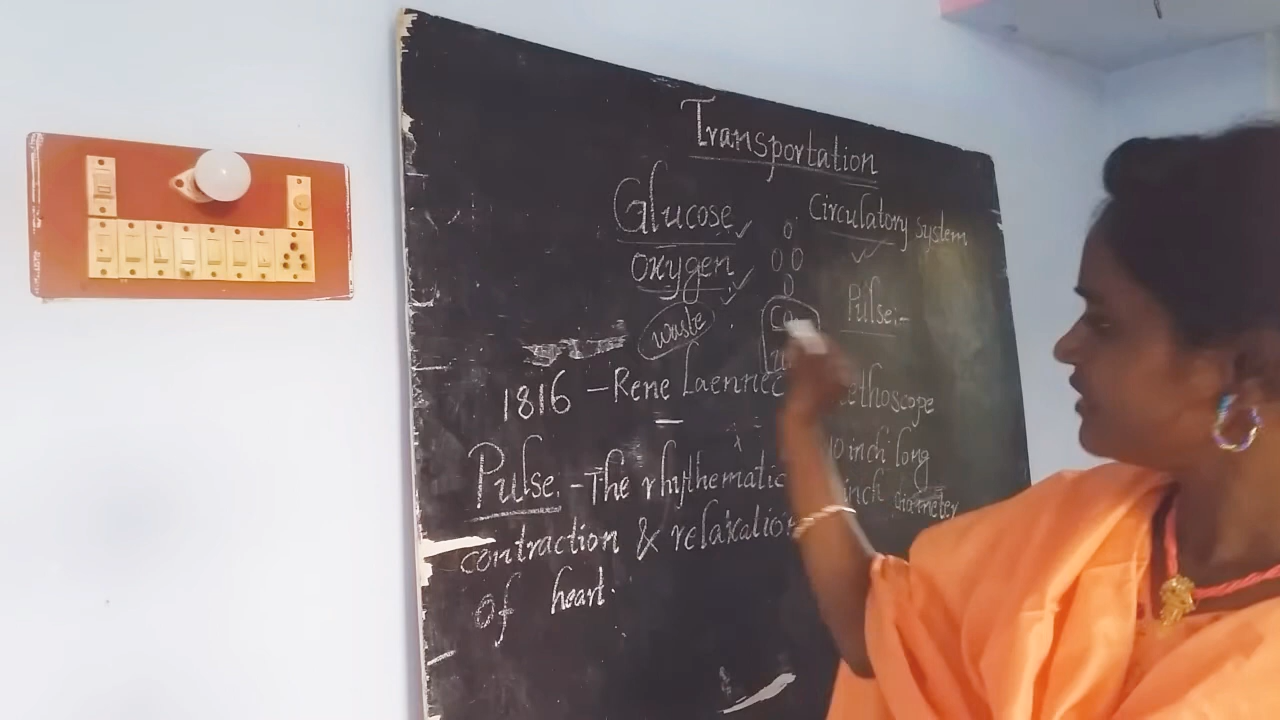 Transportation
Glucose
Circulatory System
Oxygen
waste
Pulse:-
1816 - Rene Laennec
10 inch long
inch Diameter
Pulse: - The rhythematic
contraction & relaxation
of heart.